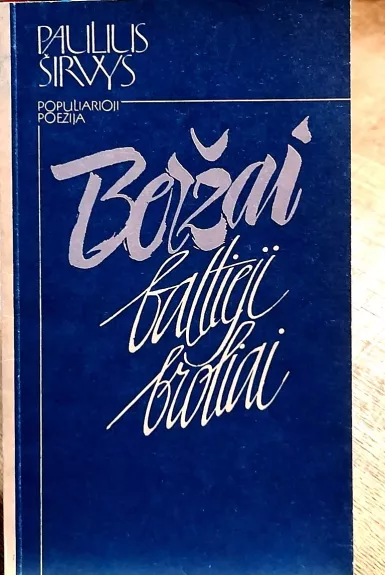 PAULIUS
ŠIRVYS
POPULIARIOJI
POEZIJA
Beržai
baltieji
broliai